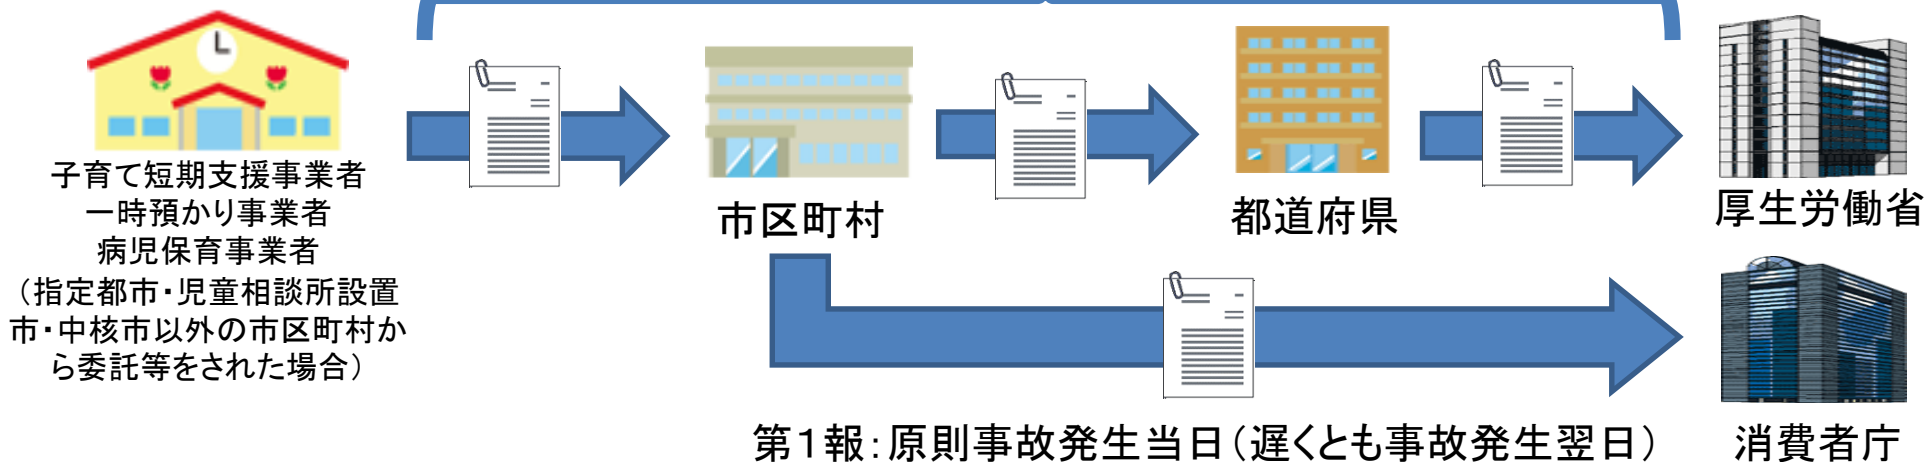 子育て短期支援事業者
一時預かり事業者
病児保育事業者
（指定都市・児童相談所設置
市・中核市以外の市区町村か
ら委託等をされた場合）
市区町村
都道府県
厚生労働省
第１報：原則事故発生当日（遅くとも事故発生翌日）
消費者庁